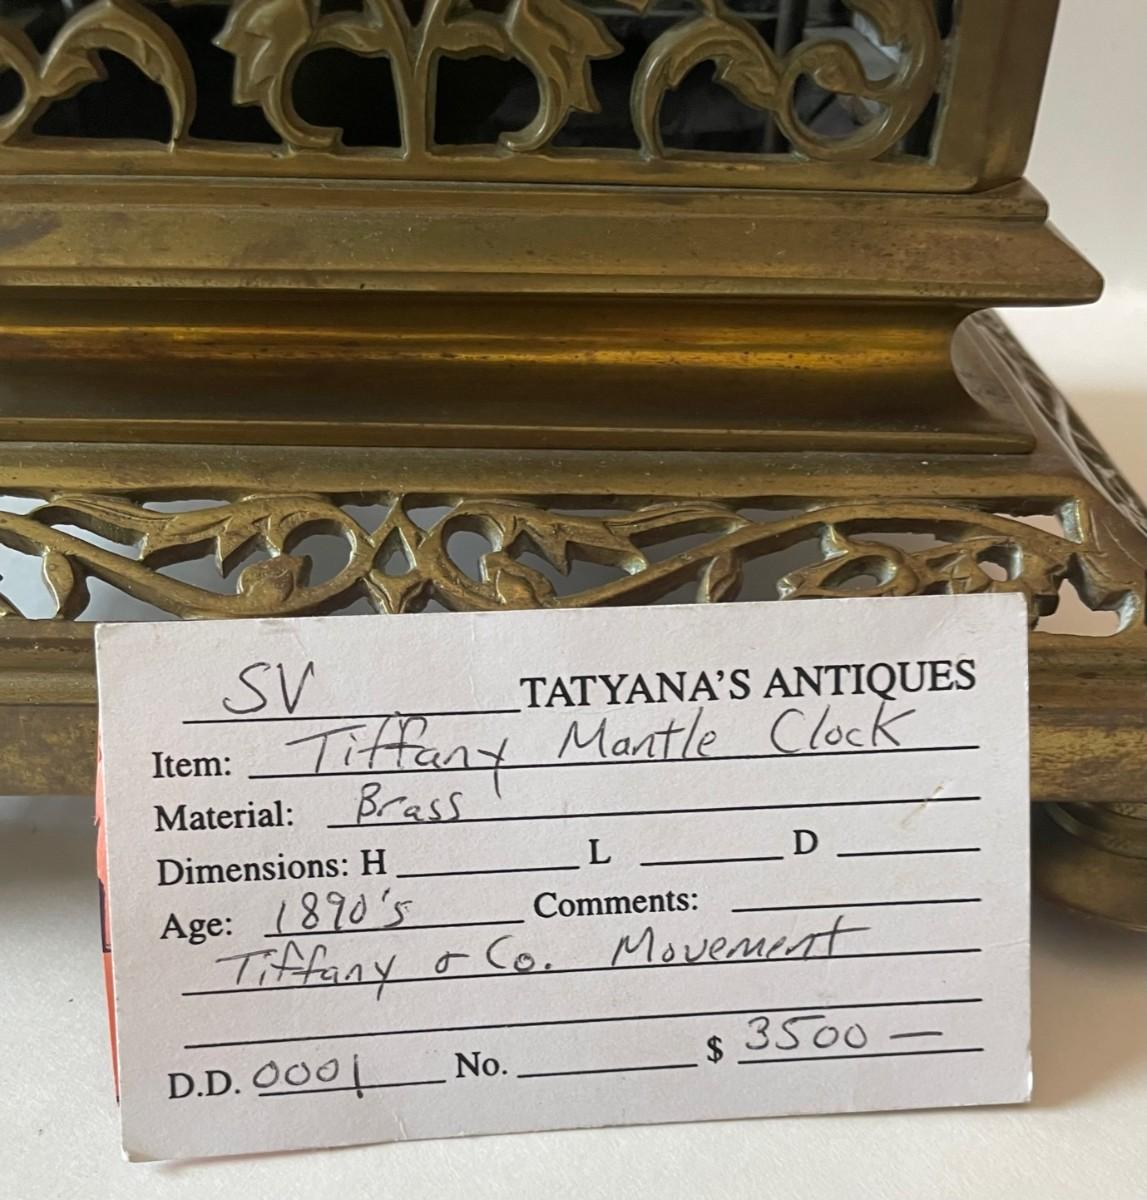 SV TATYANA'S ANTIQUES
Item: Tiffany Mantle Clock
Material: Brass
Dimensions: H L D
Age: 1890's Comments:
Tiffany & Co. Movement
D.D. 0001 No. $ 3500 —